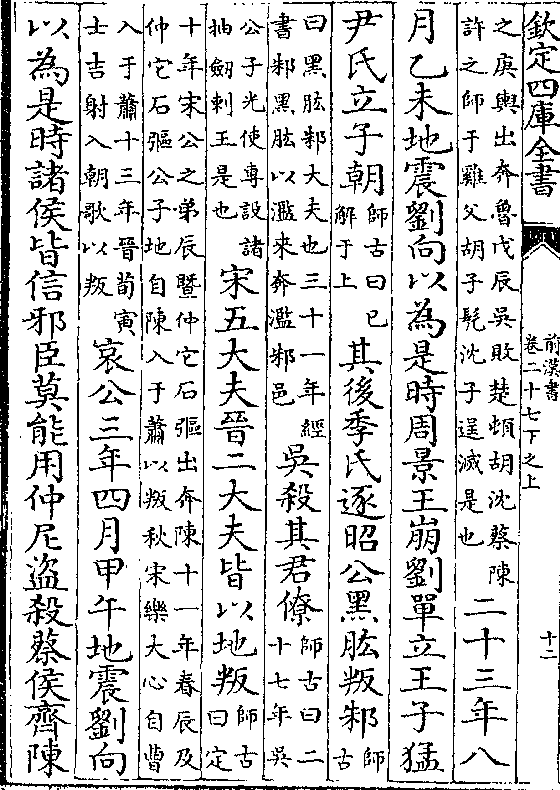 欽定四庫全書
前漢書
卷二十七下之上
十二
之庚輿出奔魯戊辰吳敗楚頓胡沈蔡陳
許之師于雞父胡子髠沈子逞滅是也
二十三年八
月乙未地震劉向以為是時周景王崩劉單立王子猛
尹氏立子朝
師古曰已
解于上
其後季氏逐昭公黑肱叛邾
師
古
曰黑肱邾大夫也三十一年經
書邾黑肱以濫來奔濫邾邑
吳殺其君僚
師古曰二
十七年吳
公子光使專設諸
抽劒刺王是也
宋五大夫晉二大夫皆以地叛
師古
曰定
十年宋公之弟辰暨仲它石彄出奔陳十一年春辰及
仲它石彄公子地自陳入于蕭以叛秋宋樂大心自曹
入于蕭十三年晉荀寅
士吉射入朝歌以叛
哀公三年四月甲午地震劉向
以為是時諸侯皆信邪臣莫能用仲尼盜殺蔡侯齊陳